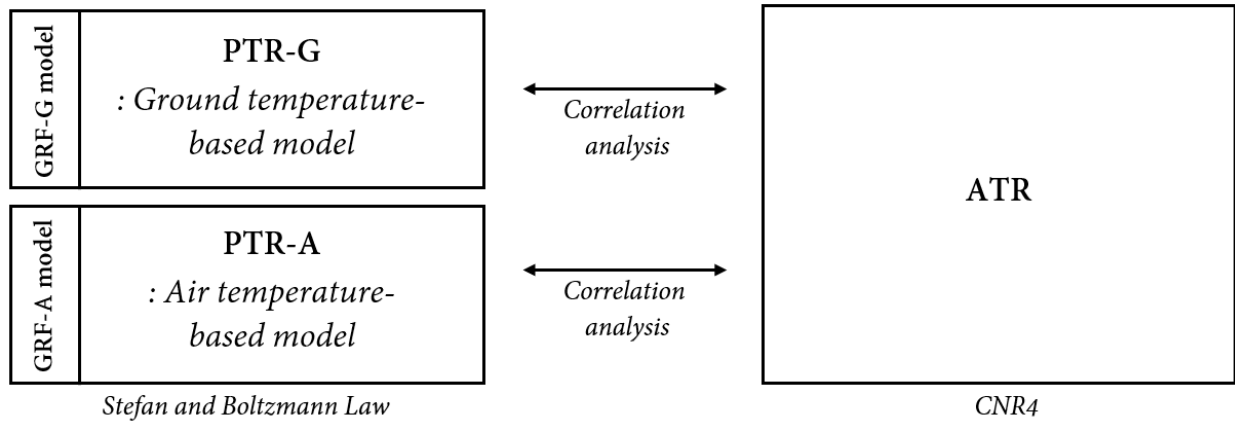 GRF-G model
PTR-G
: Ground temperature-
based model
Correlation
analysis
GRF-A model
PTR-A
: Air temperature-
based model
Correlation
analysis
ATR
Stefan and Boltzmann Law
CNR4